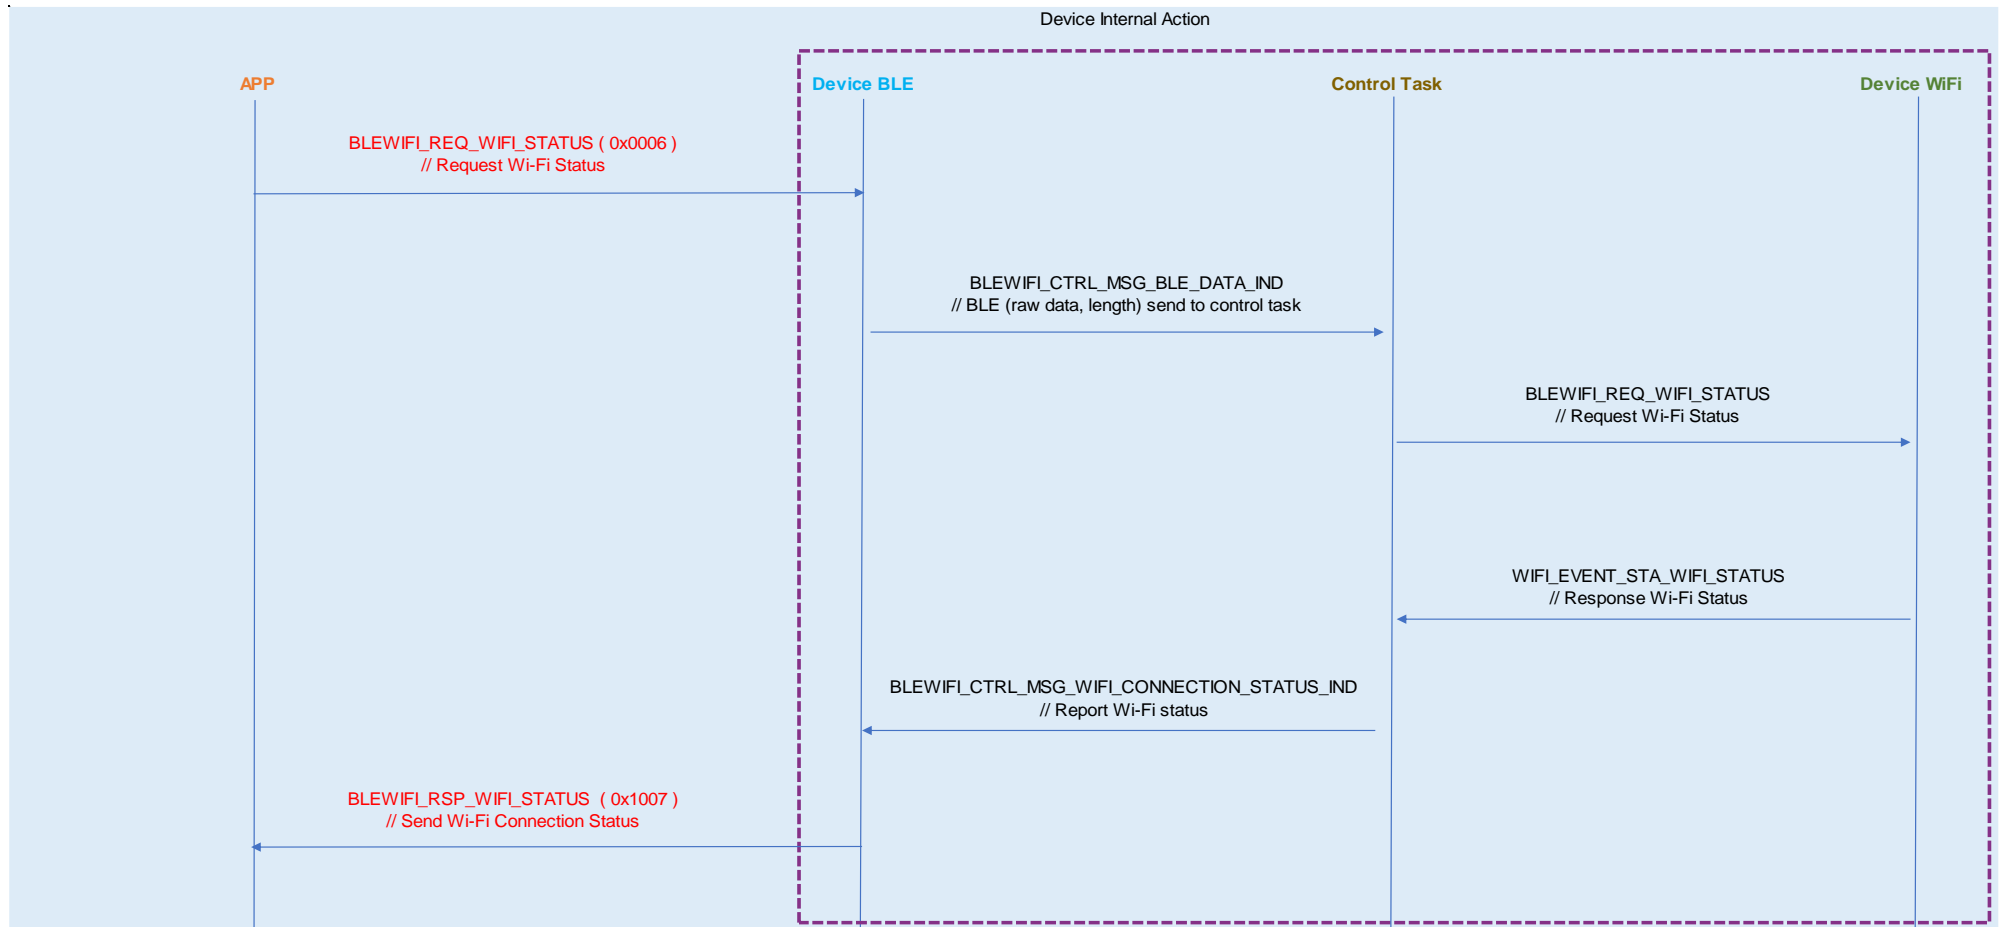 Device Internal Action
APP
Device BLE
Control Task
Device WiFi
BLEWIFI_REQ_WIFI_STATUS ( 0x0006 )
// Request Wi-Fi Status
BLEWIFI_CTRL_MSG_BLE_DATA_IND
// BLE (raw data, length) send to control task
BLEWIFI_REQ_WIFI_STATUS
// Request Wi-Fi Status
WIFI_EVENT_STA_WIFI_STATUS
// Response Wi-Fi Status
BLEWIFI_CTRL_MSG_WIFI_CONNECTION_STATUS_IND
// Report Wi-Fi status
BLEWIFI_RSP_WIFI_STATUS  ( 0x1007 )
// Send Wi-Fi Connection Status